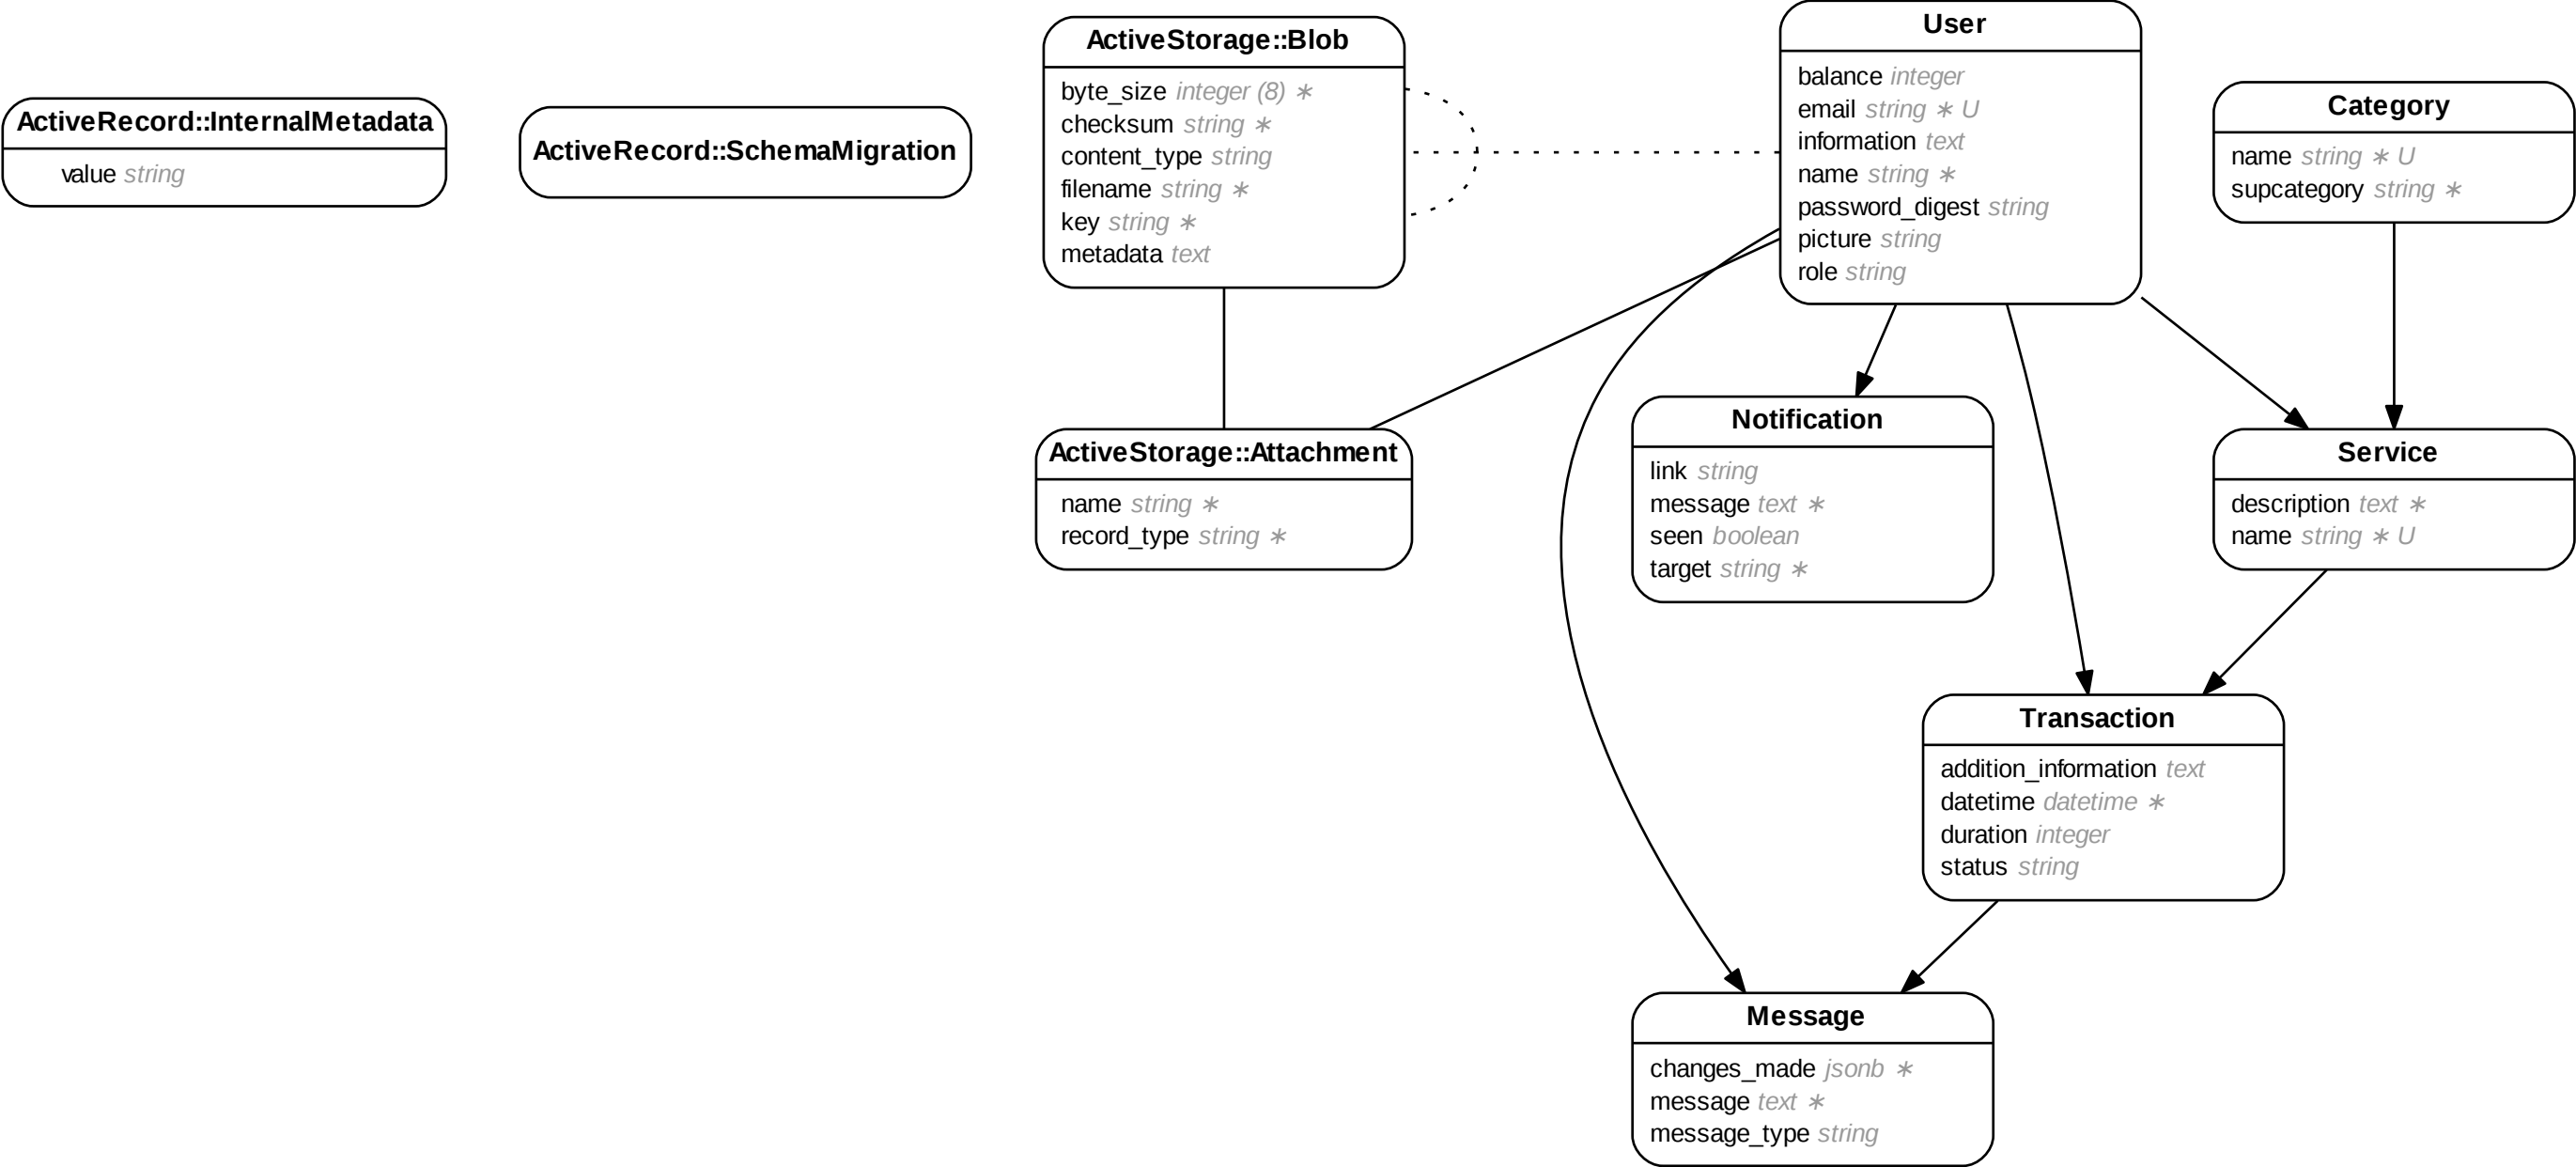 ActiveRecord::InternalMetadata
value string
ActiveRecord::SchemaMigration
ActiveStorage::Blob
byte_size integer (8) ∗
checksum string ∗
content_type string
filename string ∗
key string ∗
metadata text
User
balance integer
email string ∗ U
information text
name string ∗
password_digest string
picture string
role string
Category
name string ∗ U
supcategory string ∗
ActiveStorage::Attachment
name string ∗
record_type string ∗
Notification
link string
message text ∗
seen boolean
target string ∗
Service
description text ∗
name string ∗ U
Transaction
addition_information text
datetime datetime ∗
duration integer
status string
Message
changes_made jsonb ∗
message text ∗
message_type string